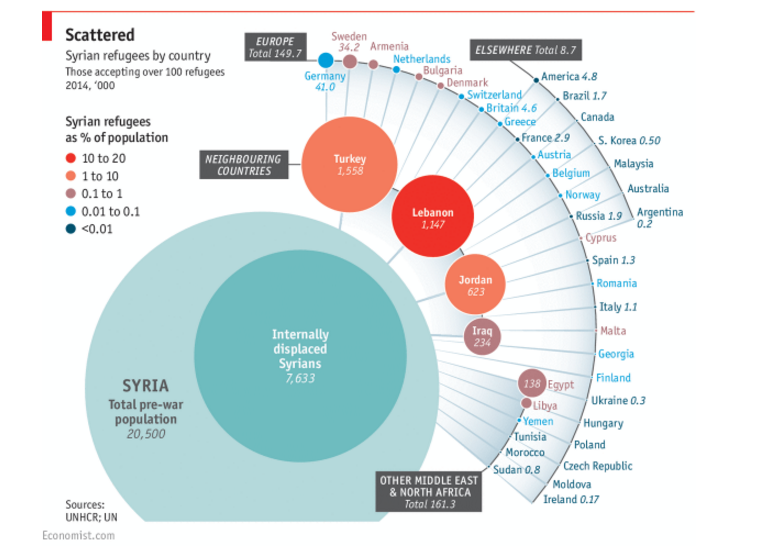 Scattered
Syrian refugees by country
Those accepting over 100 refugees
2014, '000
Syrian refugees
as % of population
10 to 20
1 to 10
0.1 to 1
0.01 to 0.1
<0.01
EUROPE
Total 149.7
Germany
41.0
Sweden
34.2
Armenia
Netherlands
Bulgaria
Denmark
Switzerland
Britain 4.6
Greece
France 2.9
Austria
Belgium
Norway
Russia 1.9
Cyprus
Spain 1.3
Romania
Italy 1.1
Malta
Georgia
Finland
Ukraine 0.3
Hungary
Poland
Czech Republic
Moldova
Ireland 0.17
ELSEWHERE Total 8.7
America 4.8
Brazil 1.7
Canada
S. Korea 0.50
Malaysia
Australia
Argentina
0.2
NEIGHBOURING
COUNTRIES
Turkey
1,558
Lebanon
1,147
Jordan
623
Iraq
234
138 Egypt
Libya
Yemen
Tunisia
Morocco
Sudan 0.8
OTHER MIDDLE EAST
& NORTH AFRICA
Total 161.3
Internally
displaced
Syrians
7,633
SYRIA
Total pre-war
population
20,500
Sources:
UNHCR; UN
Economist.com